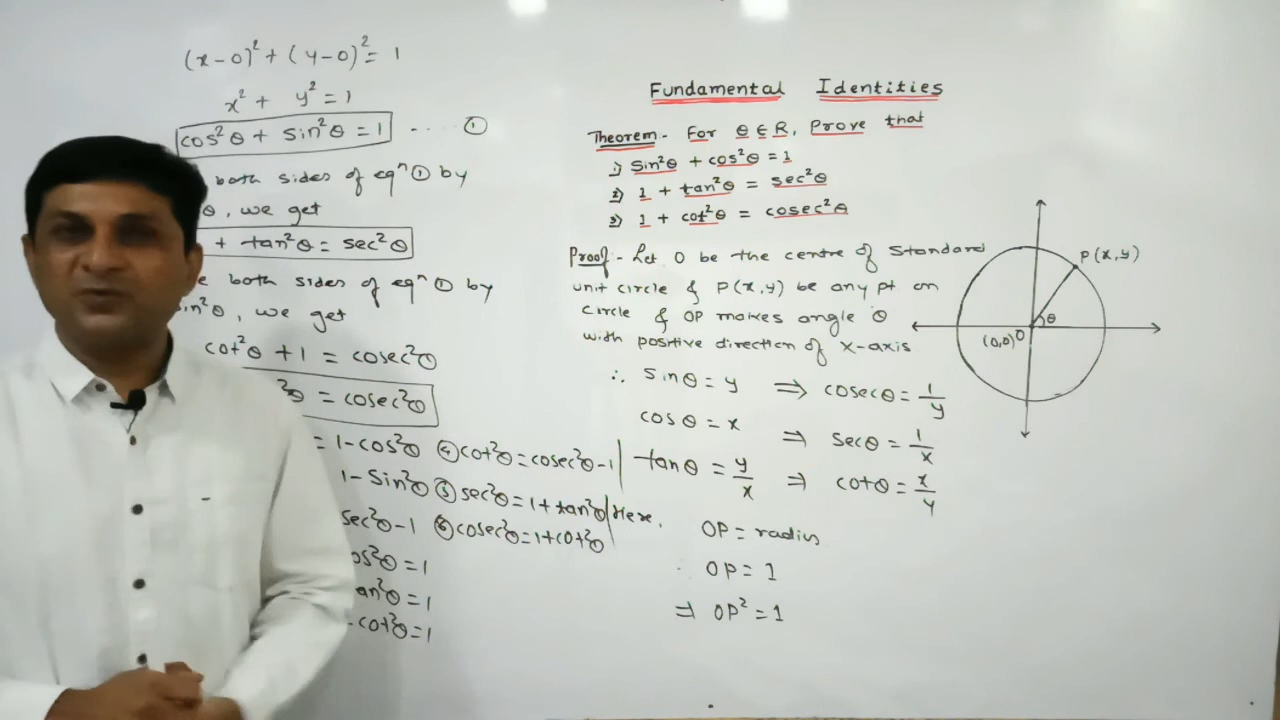 Fundamental Identities
Theorem:- For θ ∈ R, Prove that
1) sin²θ + cos²θ = 1
2) 1 + tan²θ = sec²θ
3) 1 + cot²θ = cosec²θ
Proof - Let O be the centre of Standard
unit circle & P(x,y) be any pt on
circle & OP makes angle θ
with positive direction of x-axis
∴ sinθ = y ⇒ cosecθ = 1/y
cosθ = x ⇒ secθ = 1/x
tanθ = y/x ⇒ cotθ = x/y
Here, OP = radius
∴ OP = 1
⇒ OP² = 1
P(x,y)
θ
(0,0)O
(x-0)² + (y-0)² = 1
x² + y² = 1
cos²θ + sin²θ = 1 .... ①
both sides of eqⁿ ① by
θ, we get
+ tan²θ = sec²θ
both sides of eqⁿ ① by
sin²θ, we get
cot²θ + 1 = cosec²θ
²θ = cosec²θ
= 1-cos²θ ④ cot²θ = cosec²θ-1
1-sin²θ ⑤ sec²θ = 1+tan²θ
sec²θ-1 ⑥ cosec²θ = 1+cot²θ
cos²θ = 1
tan²θ = 1
-cot²θ = 1